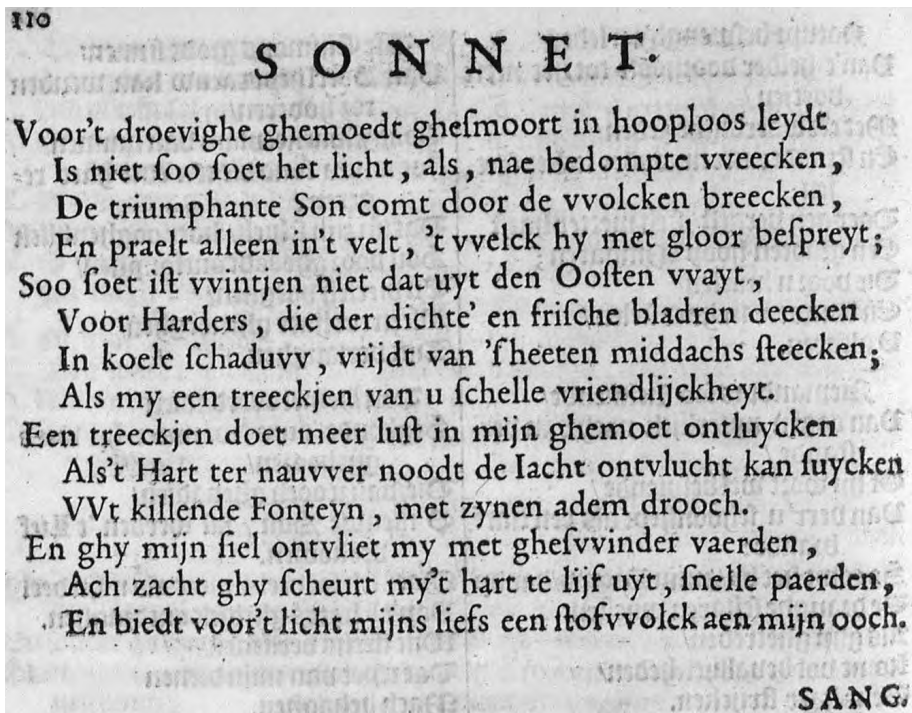 110
SONNET.
Voor't droevighe ghemoedt gheſmoort in hooploos leydt
Is niet ſoo ſoet het licht, als, nae bedompte vveecken,
De triumphante Son comt door de vvolcken breecken,
En praelt alleen in't velt, 't vvelck hy met gloor beſpreyt;
Soo ſoet iſt vvintjen niet dat uyt den Ooſten vvayt,
Voor Harders, die der dichte' en friſche bladren deecken
In koele ſchaduvv, vrijdt van 'ſheeten middachs ſteecken;
Als my een treeckjen van u ſchelle vriendlijckheyt.
Een treeckjen doet meer luſt in mijn ghemoet ontluycken
Als't Hart ter nauvver noodt de Iacht ontvlucht kan ſuycken
VVt killende Fonteyn, met zynen adem drooch.
En ghy mijn ſiel ontvliet my met gheſvvinder vaerden,
Ach zacht ghy ſcheurt my't hart te lijf uyt, ſnelle paerden,
En biedt voor't licht mijns liefs een ſtofvvolck aen mijn ooch.
SANG.